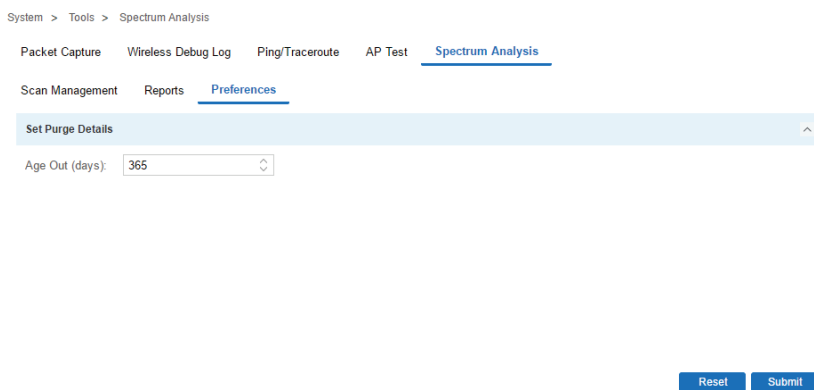 System > Tools > Spectrum Analysis
Packet Capture Wireless Debug Log Ping/Traceroute AP Test Spectrum Analysis
Scan Management Reports Preferences
Set Purge Details
Age Out (days): 365
Reset Submit